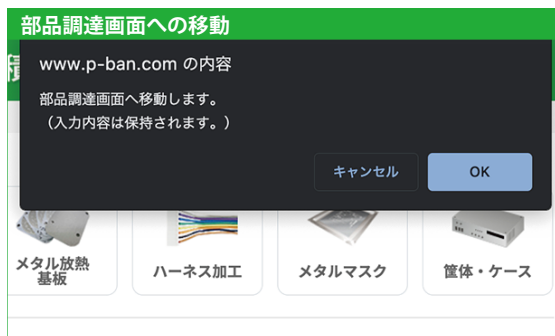 部品調達画面への移動
積
www.p-ban.com の内容
部品調達画面へ移動します。
（入力内容は保持されます。）
キャンセル
OK
メタル放熱
基板
ハーネス加工
メタルマスク
筐体・ケース